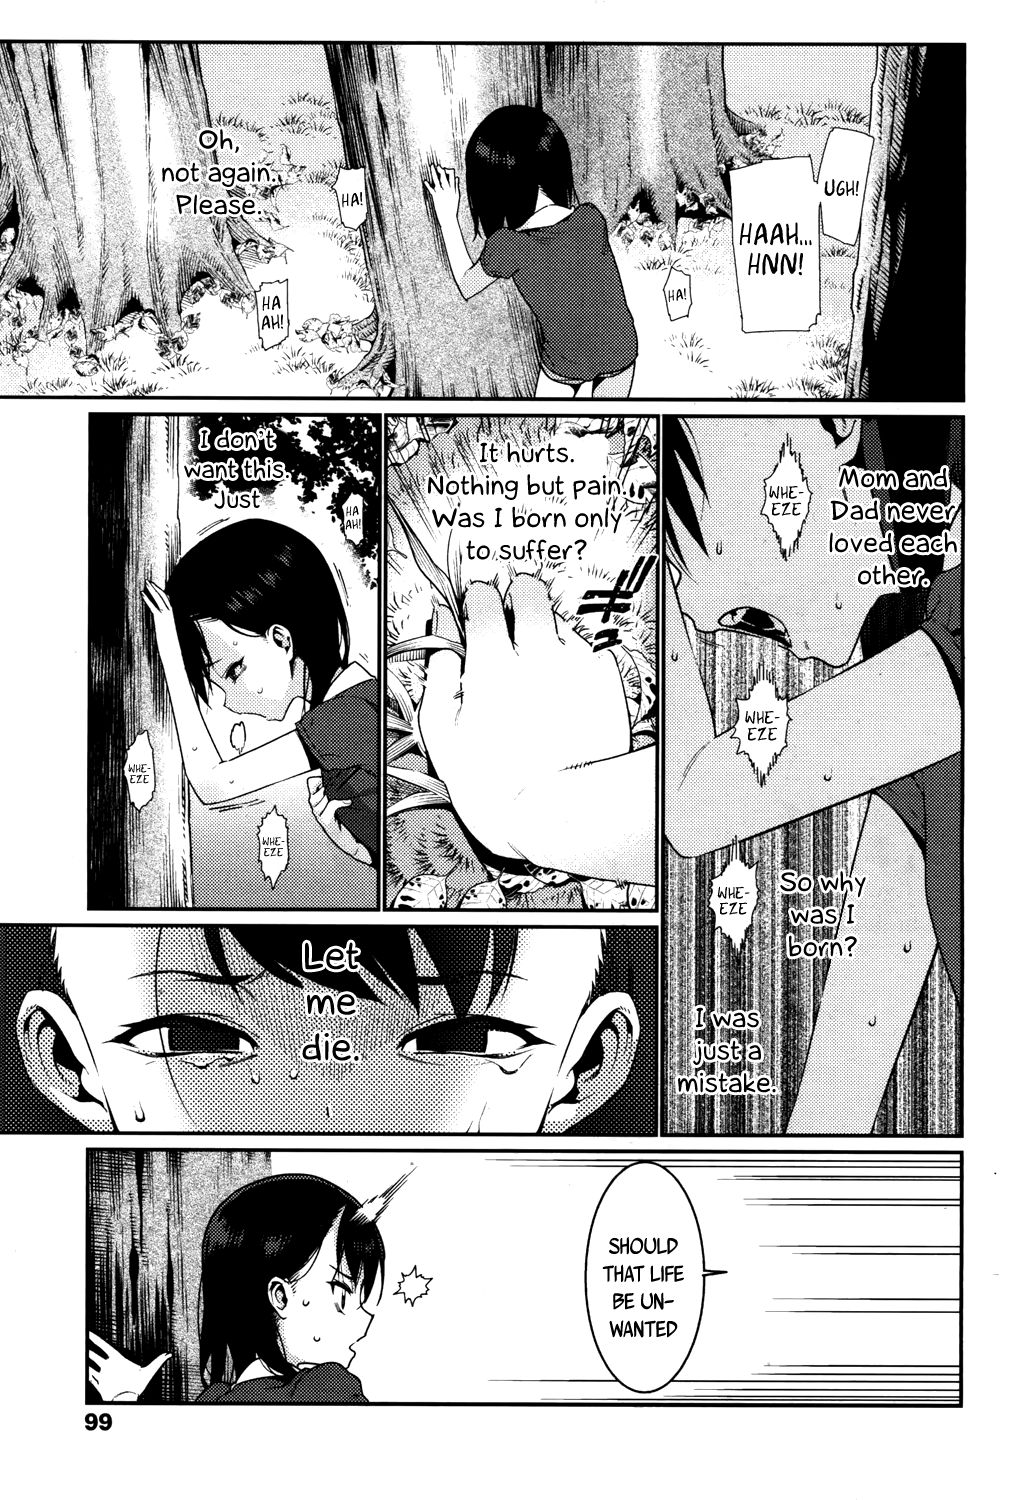 UGH!
HAAH...
HNN!
HA!
HA!
HA
AH!
Oh,
not again.
Please.
Mom and
Dad never
loved each
other.
WHE-
EZE
WHE-
EZE
WHE-
EZE
So why
was I
born?
I was
just a
mistake.
It hurts.
Nothing but pain.
Was I born only
to suffer?
ギュ
I don't
want this.
Just
HA
AH!
WHE-
EZE
WHE-
EZE
Let
me
die.
SHOULD
THAT LIFE
BE UN-
WANTED
99